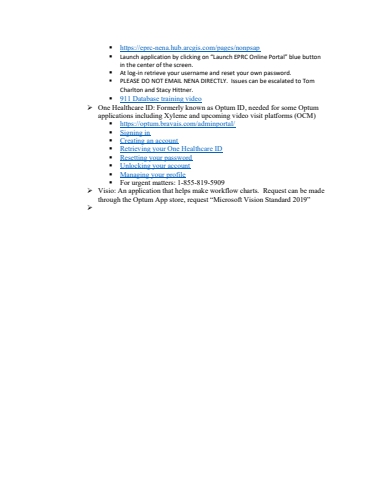 ▪ https://eprc-nena.hub.arcgis.com/pages/nonpsap
▪ Launch application by clicking on "Launch EPRC Online Portal" blue button
in the center of the screen.
▪ At log-in retrieve your username and reset your own password.
▪ PLEASE DO NOT EMAIL NENA DIRECTLY. Issues can be escalated to Tom
Charlton and Stacy Hittner.
▪ 911 Database training video
➢ One Healthcare ID: Formerly known as Optum ID, needed for some Optum
applications including Xyleme and upcoming video visit platforms (OCM)
▪ https://optum.bravais.com/adminportal/
▪ Signing in
▪ Creating an account
▪ Retrieving your One Healthcare ID
▪ Resetting your password
▪ Unlocking your account
▪ Managing your profile
▪ For urgent matters: 1-855-819-5909
➢ Visio: An application that helps make workflow charts. Request can be made
through the Optum App store, request "Microsoft Vision Standard 2019"
➢